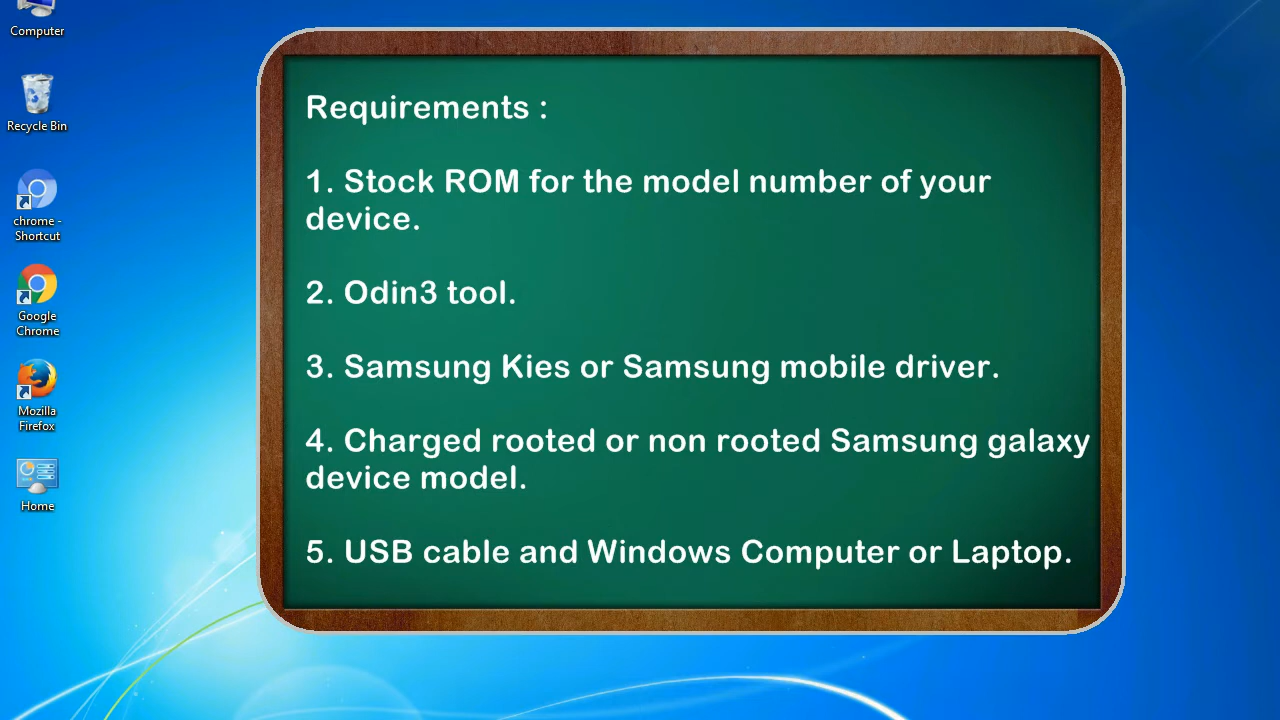 Computer
Recycle Bin
chrome -
Shortcut
Google
Chrome
Mozilla
Firefox
Home
Requirements :
1. Stock ROM for the model number of your
device.
2. Odin3 tool.
3. Samsung Kies or Samsung mobile driver.
4. Charged rooted or non rooted Samsung galaxy
device model.
5. USB cable and Windows Computer or Laptop.